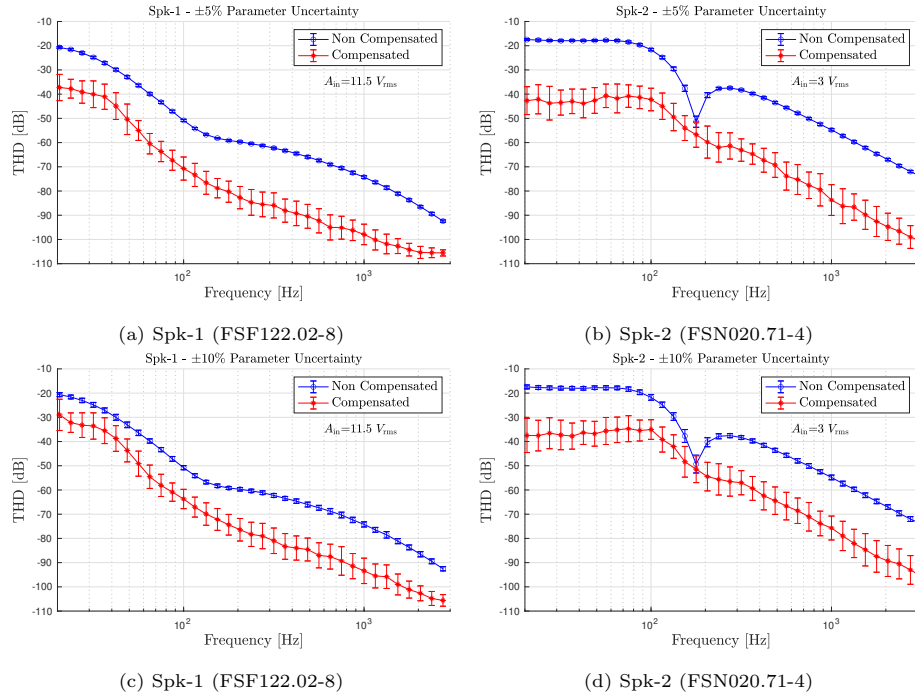 Spk-1 - ±5% Parameter Uncertainty
-10
-20
-30
-40
-50
-60
-70
-80
-90
-100
-110
THD [dB]
Non Compensated
Compensated
A_in=11.5 V_rms
10^2
10^3
Frequency [Hz]
(a) Spk-1 (FSF122.02-8)
Spk-2 - ±5% Parameter Uncertainty
-10
-20
-30
-40
-50
-60
-70
-80
-90
-100
-110
THD [dB]
Non Compensated
Compensated
A_in=3 V_rms
10^2
10^3
Frequency [Hz]
(b) Spk-2 (FSN020.71-4)
Spk-1 - ±10% Parameter Uncertainty
-10
-20
-30
-40
-50
-60
-70
-80
-90
-100
-110
THD [dB]
Non Compensated
Compensated
A_in=11.5 V_rms
10^2
10^3
Frequency [Hz]
(c) Spk-1 (FSF122.02-8)
Spk-2 - ±10% Parameter Uncertainty
-10
-20
-30
-40
-50
-60
-70
-80
-90
-100
-110
THD [dB]
Non Compensated
Compensated
A_in=3 V_rms
10^2
10^3
Frequency [Hz]
(d) Spk-2 (FSN020.71-4)